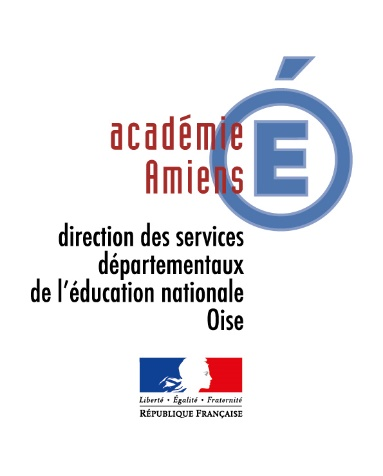 académie
Amiens
É
direction des services
départementaux
de l'éducation nationale
Oise
Liberté • Égalité • Fraternité
RÉPUBLIQUE FRANÇAISE